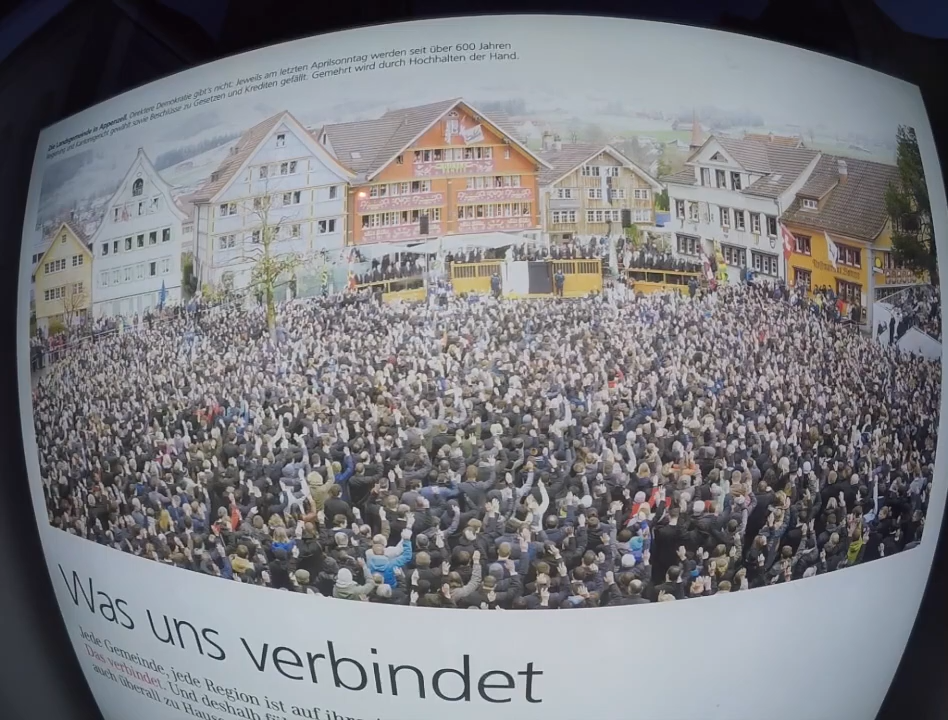 Die Landsgemeinde in Appenzell. Direkte Demokratie gibt's nicht: Jeweils am letzten Aprilsonntag werden seit über 600 Jahren
Regierung und Kantonsgericht gewählt sowie Beschlüsse zu Gesetzen und Krediten gefällt. Gemehrt wird durch Hochhalten der Hand.
Was uns verbindet
Jede Gemeinde, jede Region ist auf
Das verbindet. Und deshalb
auch überall zu Hause